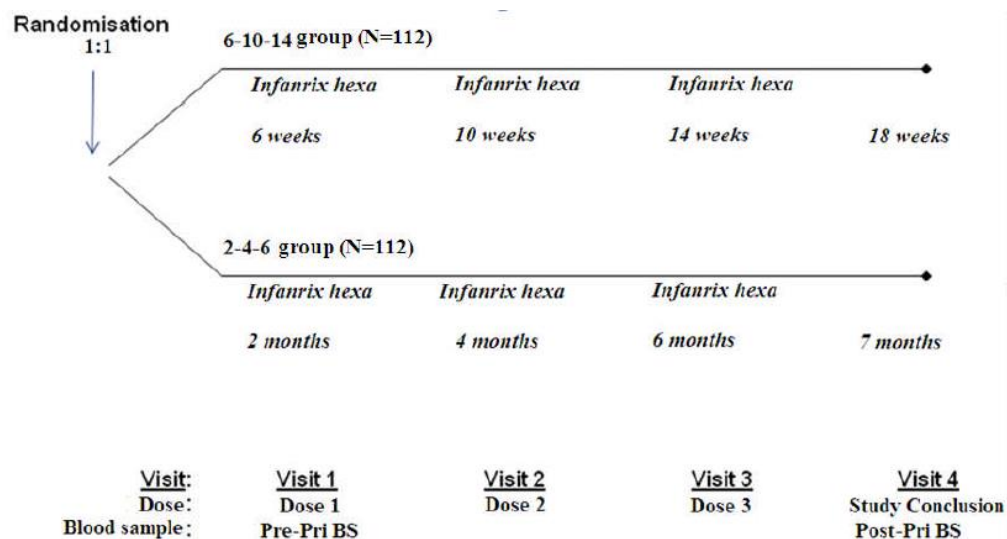 Randomisation
1:1
6-10-14 group (N=112)
Infanrix hexa Infanrix hexa Infanrix hexa
6 weeks 10 weeks 14 weeks 18 weeks
2-4-6 group (N=112)
Infanrix hexa Infanrix hexa Infanrix hexa
2 months 4 months 6 months 7 months
Visit: Visit 1 Visit 2 Visit 3 Visit 4
Dose: Dose 1 Dose 2 Dose 3 Study Conclusion
Blood sample: Pre-Pri BS Post-Pri BS